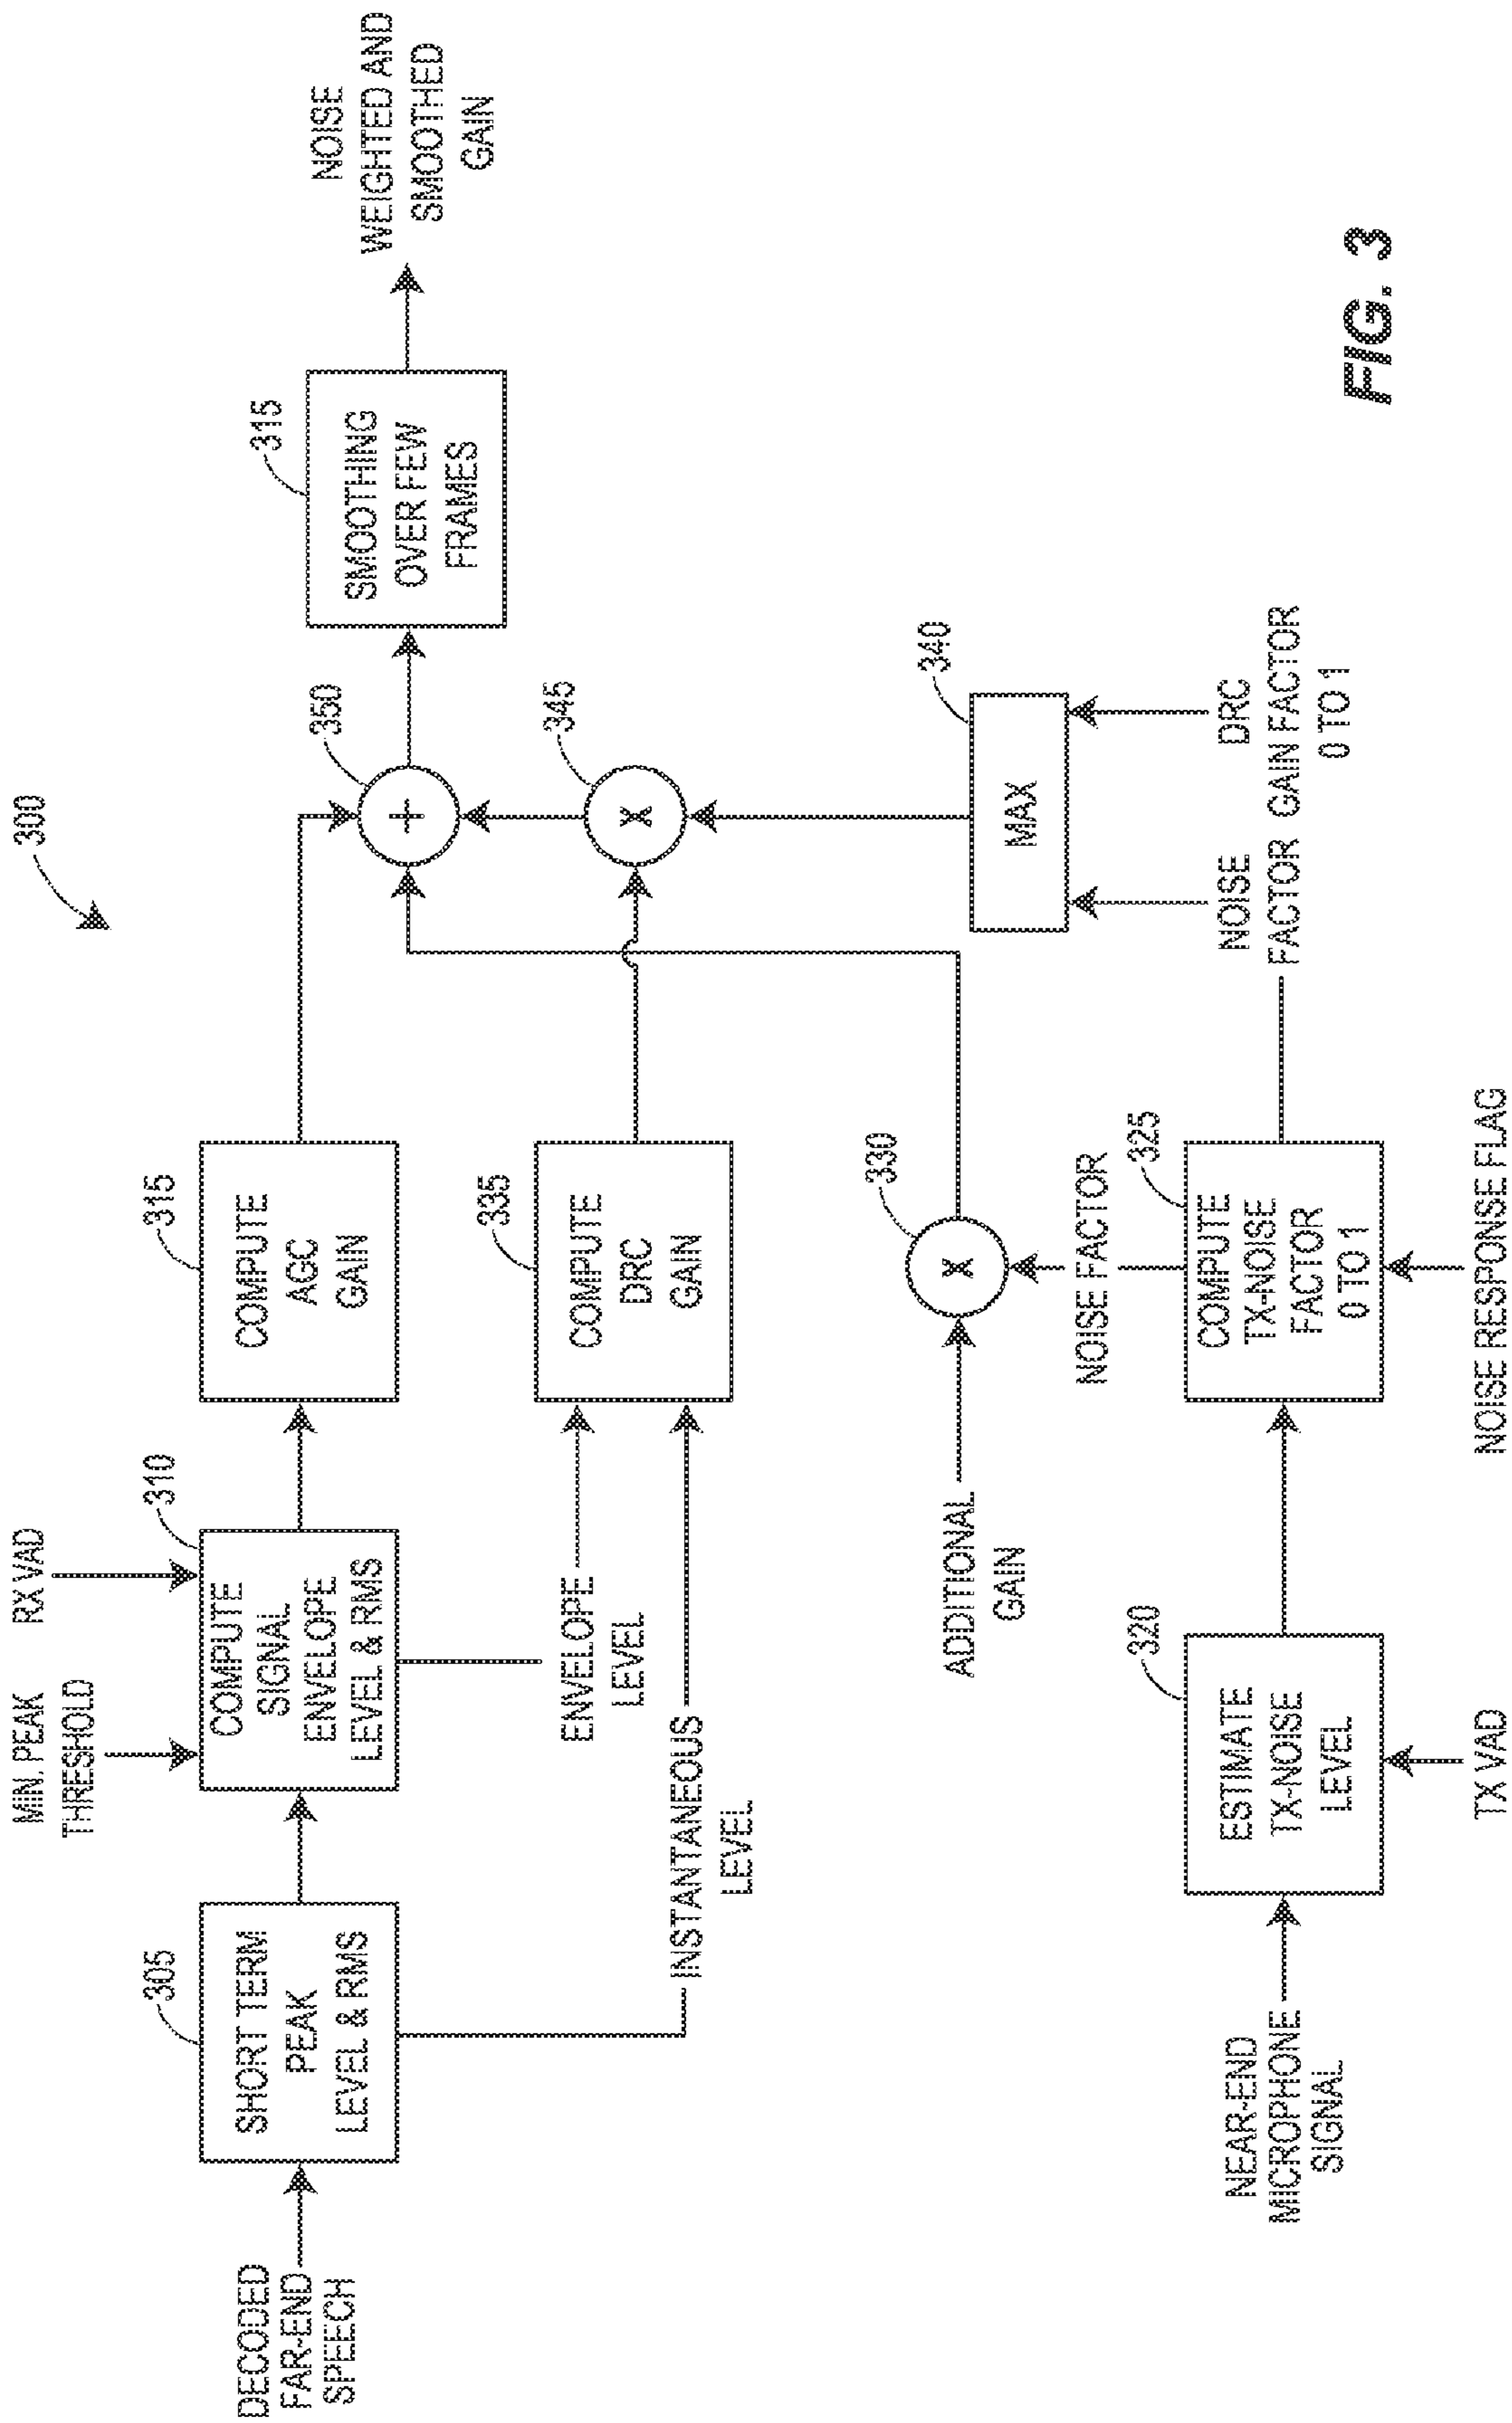 300
MIN. PEAK
THRESHOLD
RX VAD
DECODED
FAR-END
SPEECH
305
SHORT TERM
PEAK
LEVEL & RMS
310
COMPUTE
SIGNAL
ENVELOPE
LEVEL & RMS
315
COMPUTE
AGC
GAIN
350
+
315
SMOOTHING
OVER FEW
FRAMES
NOISE
WEIGHTED AND
SMOOTHED
GAIN
ENVELOPE
LEVEL
INSTANTANEOUS
LEVEL
335
COMPUTE
DRC
GAIN
345
X
ADDITIONAL
GAIN
330
X
NOISE FACTOR
340
MAX
NEAR-END
MICROPHONE
SIGNAL
320
ESTIMATE
TX-NOISE
LEVEL
TX VAD
325
COMPUTE
TX-NOISE
FACTOR
0 TO 1
NOISE RESPONSE FLAG
NOISE
FACTOR
DRC
GAIN FACTOR
0 TO 1
FIG. 3